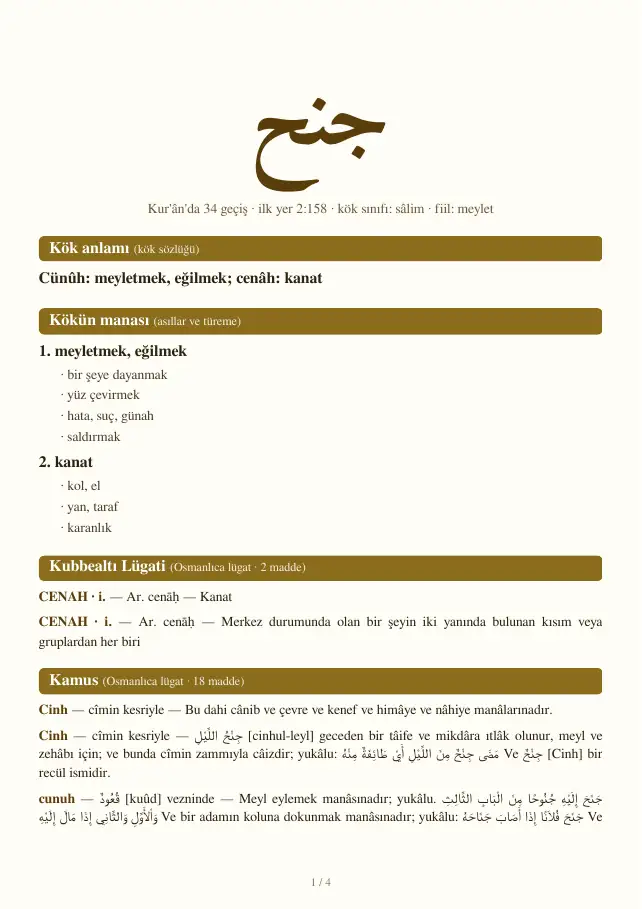 جنح
Kur'ân'da 34 geçiş · ilk yer 2:158 · kök sınıfı: sâlim · fiil: meylet
Kök anlamı (kök sözlüğü)
Cünûh: meyletmek, eğilmek; cenâh: kanat
Kökün manası (asıllar ve türeme)
1. meyletmek, eğilmek
· bir şeye dayanmak
· yüz çevirmek
· hata, suç, günah
· saldırmak
2. kanat
· kol, el
· yan, taraf
· karanlık
Kubbealtı Lügati (Osmanlıca lügat · 2 madde)
CENAH · i. — Ar. cenāḥ — Kanat
CENAH · i. — Ar. cenāḥ — Merkez durumunda olan bir şeyin iki yanında bulunan kısım veya
gruplardan her biri
Kamus (Osmanlıca lügat · 18 madde)
Cinh — cîmin kesriyle — Bu dahi cânib ve çevre ve kenef ve himâye ve nâhiye manâlarınadır.
Cinh — cîmin kesriyle — جِنْحُ اللَّيْلِ [cinhul-leyl] geceden bir tâife ve mikdâra ıtlâk olunur, meyl ve
zehâbı için; ve bunda cîmin zammıyla câizdir; yukâlu: مَضَى جِنْحٌ مِنَ اللَّيْلِ أَيْ طَائِفَةٌ مِنْهُ Ve جِنْحٌ [Cinh] bir
recül ismidir.
cunuh — قُعُودٌ [kuûd] vezninde — Meyl eylemek manâsınadır; yukâlu. جَنَحَ إِلَيْهِ جُنُوحًا مِنَ الْبَابِ الثَّالِثِ
وَالْأَوَّلِ وَالثَّانِي إِذَا مَالَ إِلَيْهِ Ve bir adamın koluna dokunmak manâsınadır; yukâlu: جَنَحَ فُلَانًا إِذَا أَصَابَ جَنَاحَهُ Ve
1 / 4